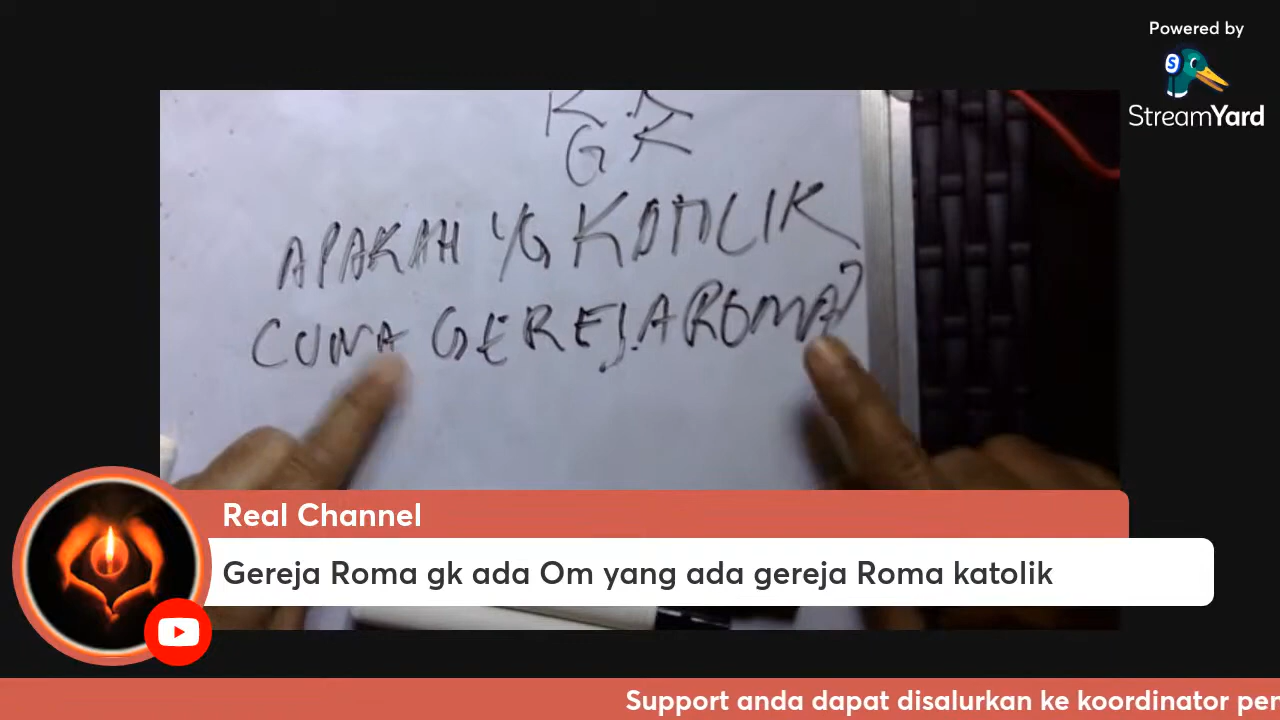 Powered by
StreamYard
G K
APAKAH YG KATOLIK
CUMA GEREJA ROMA?
Real Channel
Gereja Roma gk ada Om yang ada gereja Roma katolik
Support anda dapat disalurkan ke koordinator per